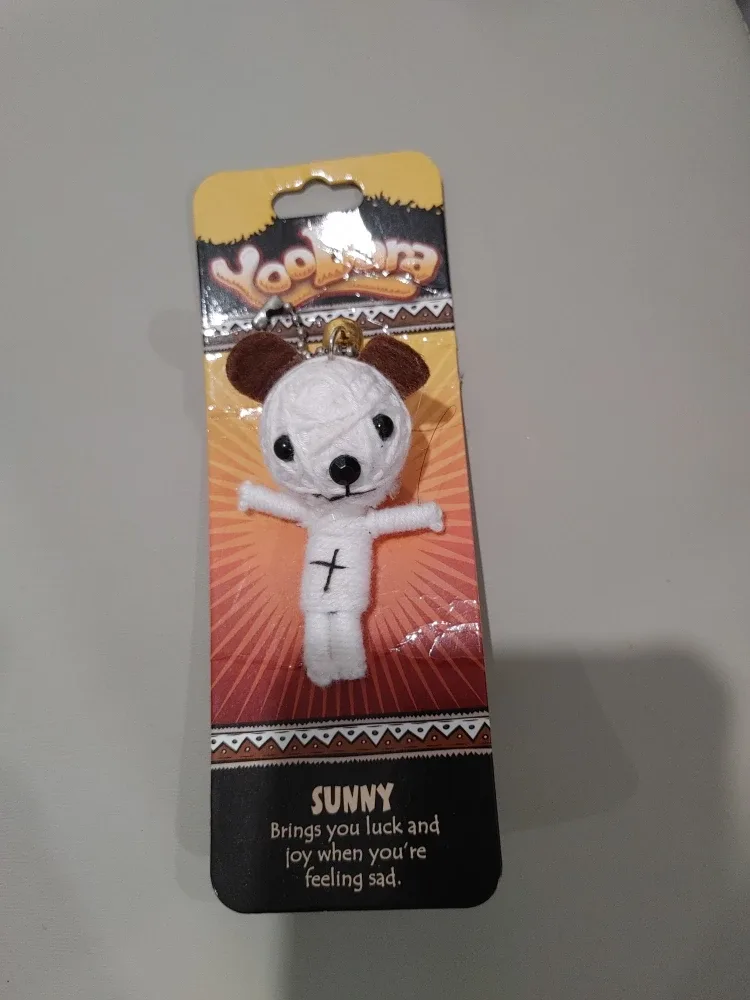 SUNNY
Brings you luck and
joy when you're
feeling sad.